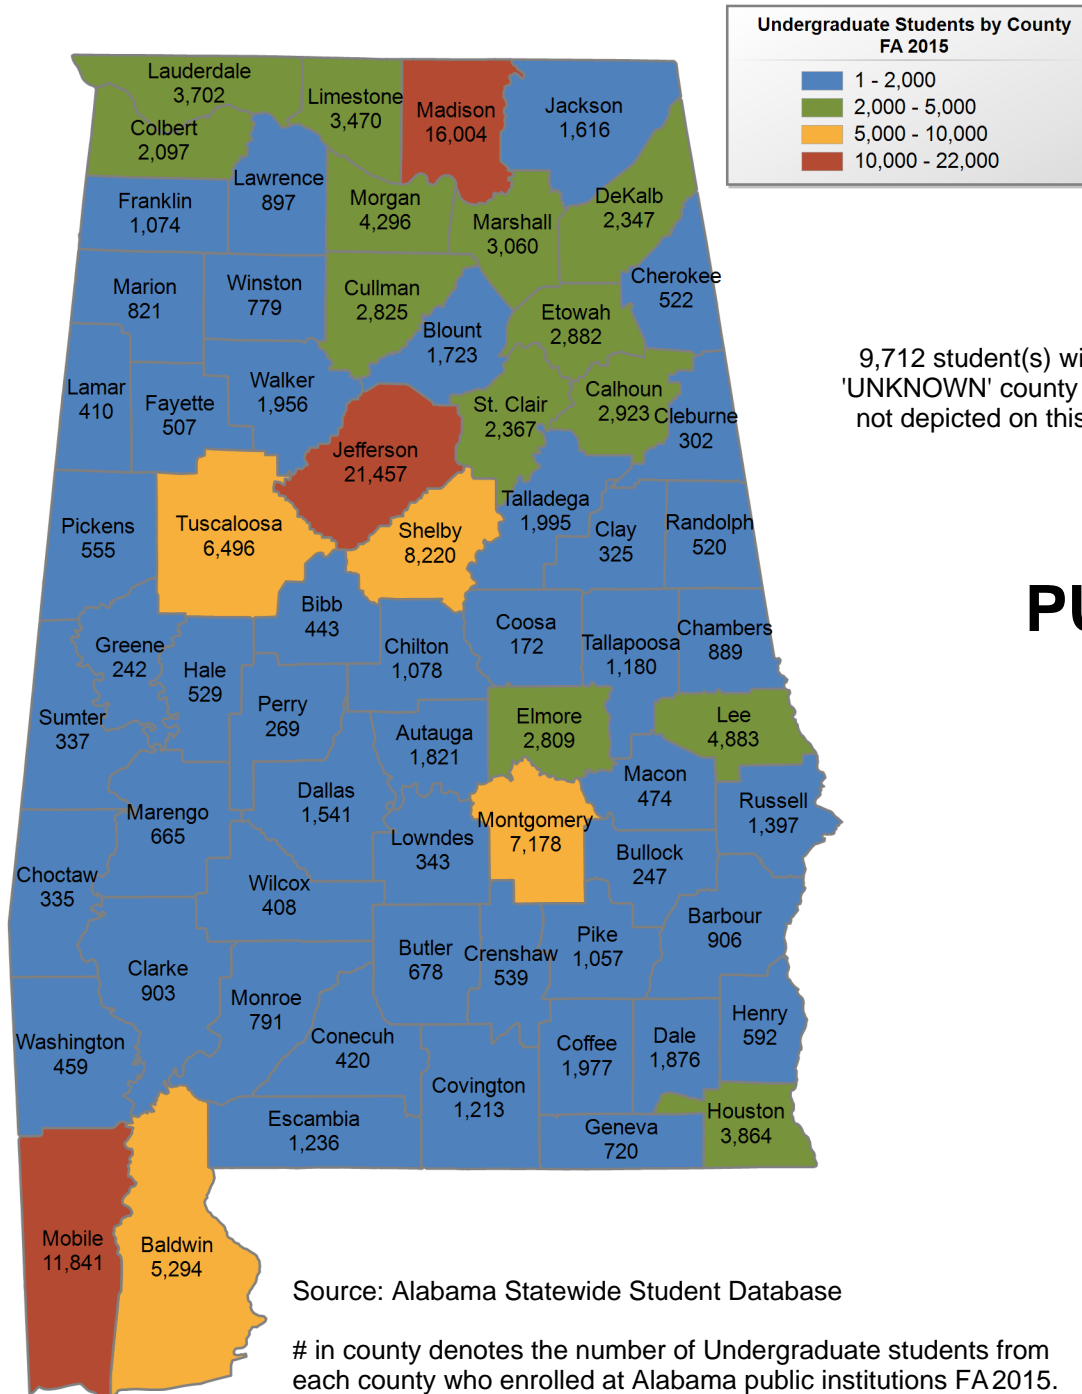 Undergraduate Students by County
FA 2015
1 - 2,000
2,000 - 5,000
5,000 - 10,000
10,000 - 22,000
Lauderdale
3,702
Limestone
3,470
Madison
16,004
Jackson
1,616
Colbert
2,097
Lawrence
897
Franklin
1,074
Morgan
4,296
Marshall
3,060
DeKalb
2,347
Marion
821
Winston
779
Cullman
2,825
Blount
1,723
Etowah
2,882
Cherokee
522
9,712 student(s) wi
'UNKNOWN' county
not depicted on this
Lamar
410
Fayette
507
Walker
1,956
St. Clair
2,367
Calhoun
2,923
Cleburne
302
Jefferson
21,457
Pickens
555
Tuscaloosa
6,496
Shelby
8,220
Talladega
1,995
Clay
325
Randolph
520
PU
Greene
242
Hale
529
Bibb
443
Chilton
1,078
Coosa
172
Tallapoosa
1,180
Chambers
889
Sumter
337
Perry
269
Autauga
1,821
Elmore
2,809
Lee
4,883
Marengo
665
Dallas
1,541
Lowndes
343
Montgomery
7,178
Macon
474
Russell
1,397
Bullock
247
Choctaw
335
Wilcox
408
Clarke
903
Butler
678
Crenshaw
539
Pike
1,057
Barbour
906
Monroe
791
Conecuh
420
Henry
592
Washington
459
Covington
1,213
Coffee
1,977
Dale
1,876
Escambia
1,236
Geneva
720
Houston
3,864
Mobile
11,841
Baldwin
5,294
Source: Alabama Statewide Student Database
# in county denotes the number of Undergraduate students from
each county who enrolled at Alabama public institutions FA 2015.